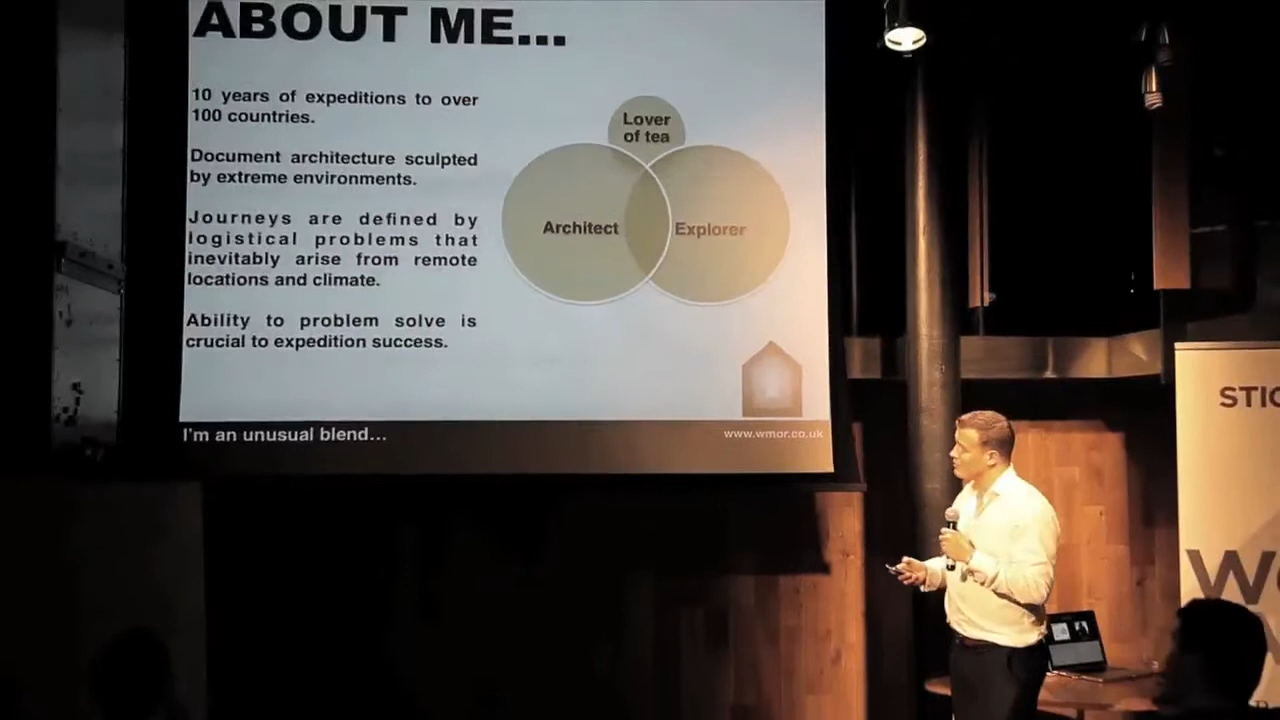 ABOUT ME...
10 years of expeditions to over
100 countries.
Document architecture sculpted
by extreme environments.
Journeys are defined by
logistical problems that
inevitably arise from remote
locations and climate.
Ability to problem solve is
crucial to expedition success.
Lover
of tea
Architect
Explorer
I'm an unusual blend...
www.wmor.co.uk
STIC